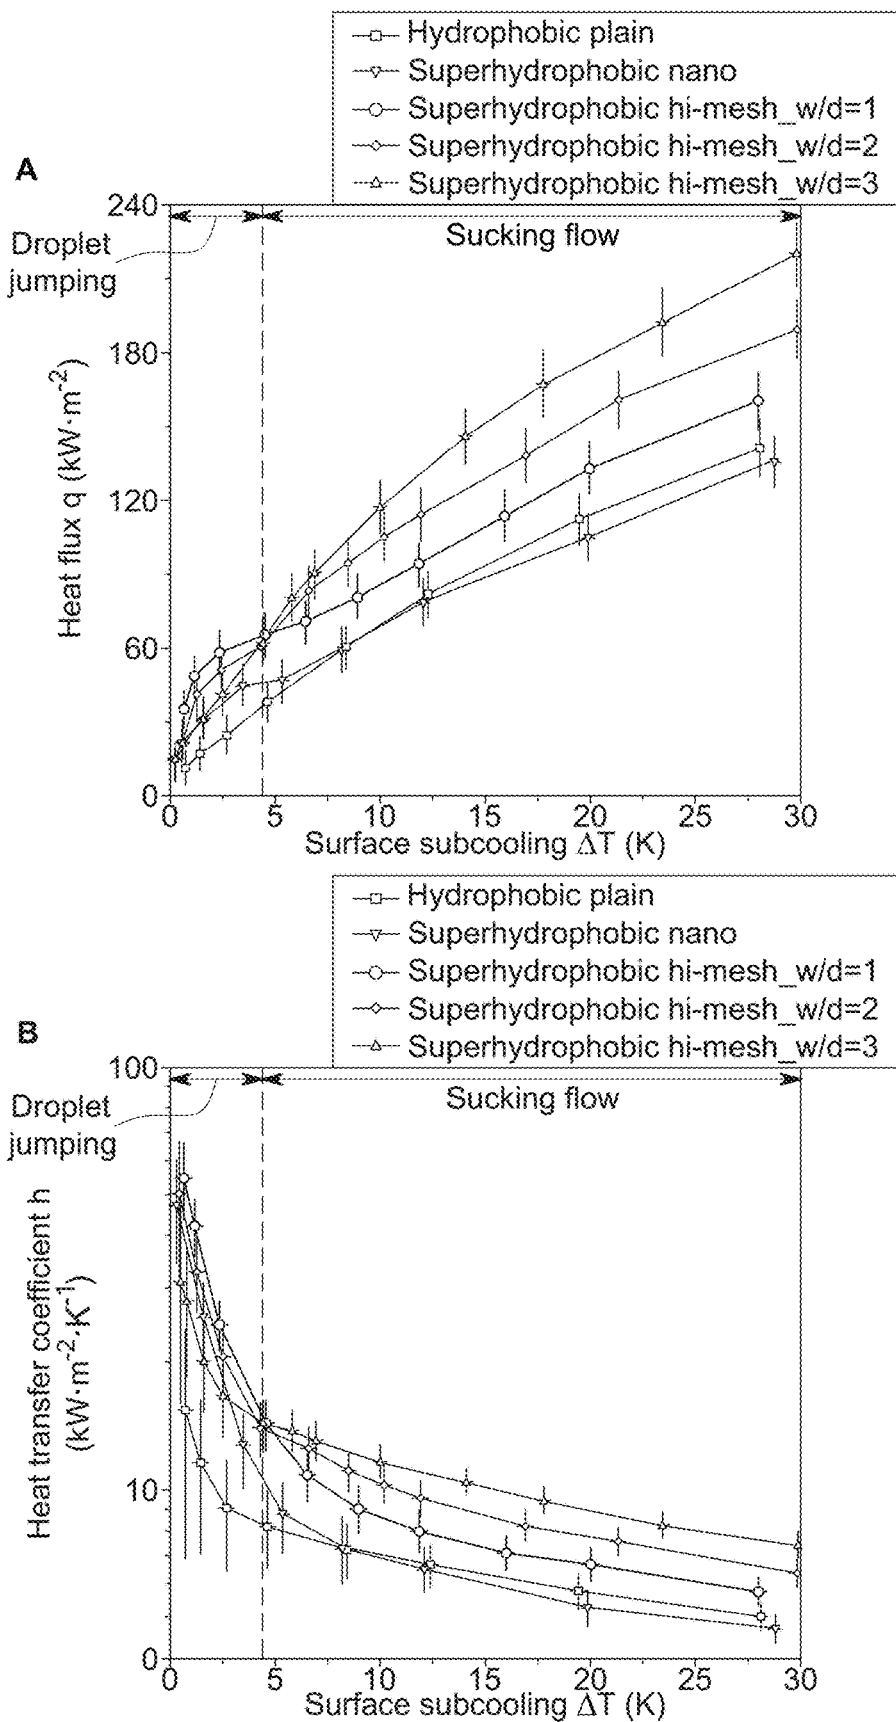 Hydrophobic plain
Superhydrophobic nano
Superhydrophobic hi-mesh_w/d=1
Superhydrophobic hi-mesh_w/d=2
Superhydrophobic hi-mesh_w/d=3
A
240
Droplet
jumping
Sucking flow
180
120
60
0
Heat flux q (kW·m⁻²)
0 5 10 15 20 25 30
Surface subcooling ΔT (K)
Hydrophobic plain
Superhydrophobic nano
Superhydrophobic hi-mesh_w/d=1
Superhydrophobic hi-mesh_w/d=2
Superhydrophobic hi-mesh_w/d=3
B
100
Droplet
jumping
Sucking flow
10
0
Heat transfer coefficient h
(kW·m⁻²·K⁻¹)
0 5 10 15 20 25 30
Surface subcooling ΔT (K)